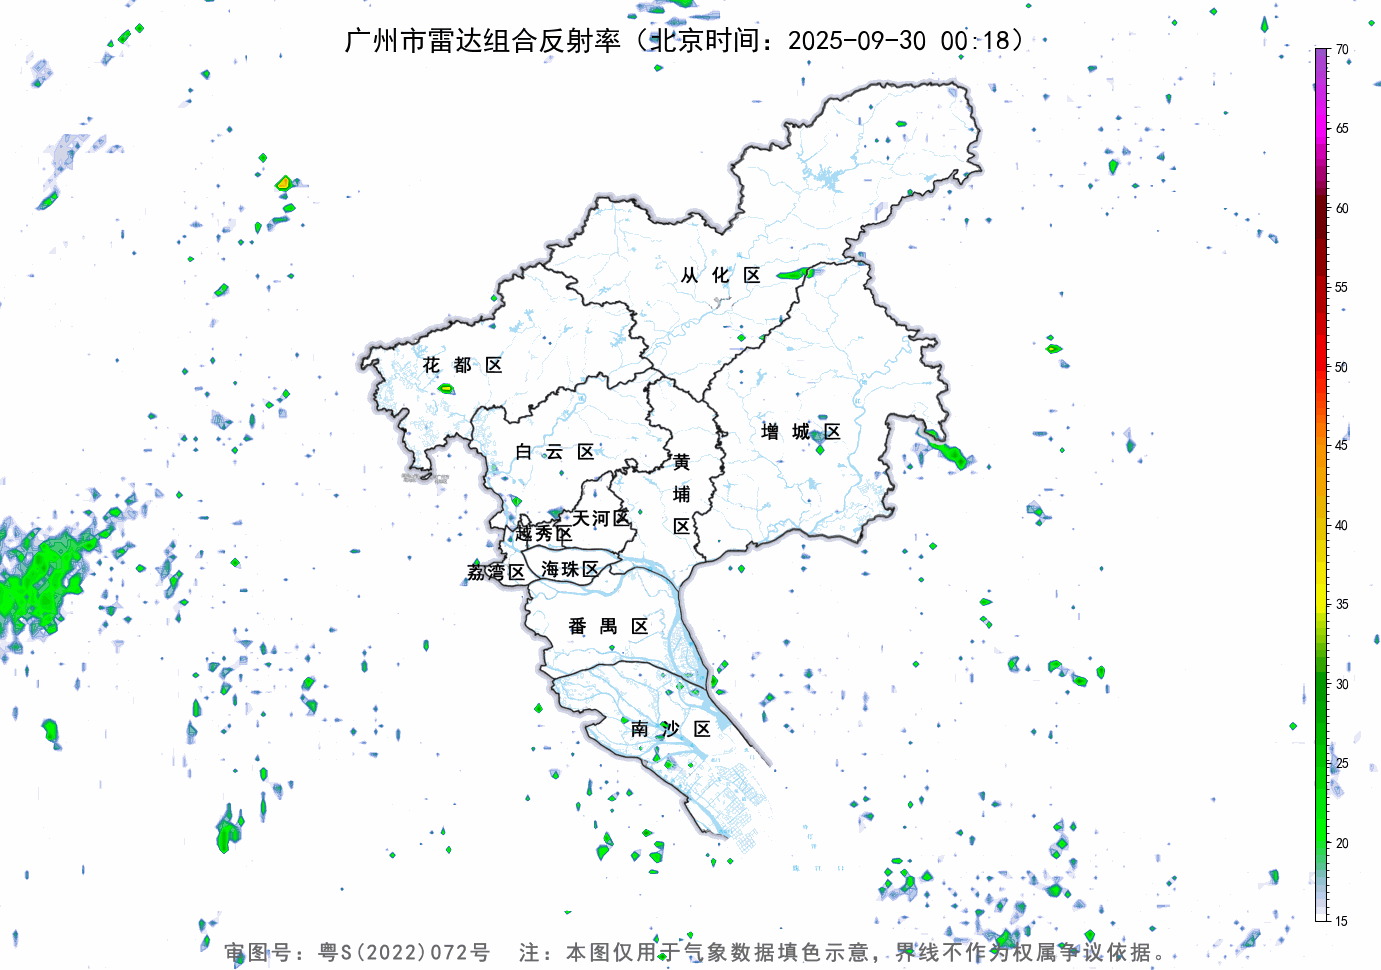 广州市雷达组合反射率（北京时间：2025-09-30 00:18）
70
65
60
55
50
45
40
35
30
25
20
15
从化区
花都区
增城区
白云区
黄埔区
天河区
越秀区
荔湾区
海珠区
番禺区
南沙区
审图号：粤S(2022)072号 注：本图仅用于气象数据填色示意，界线不作为权属争议依据。